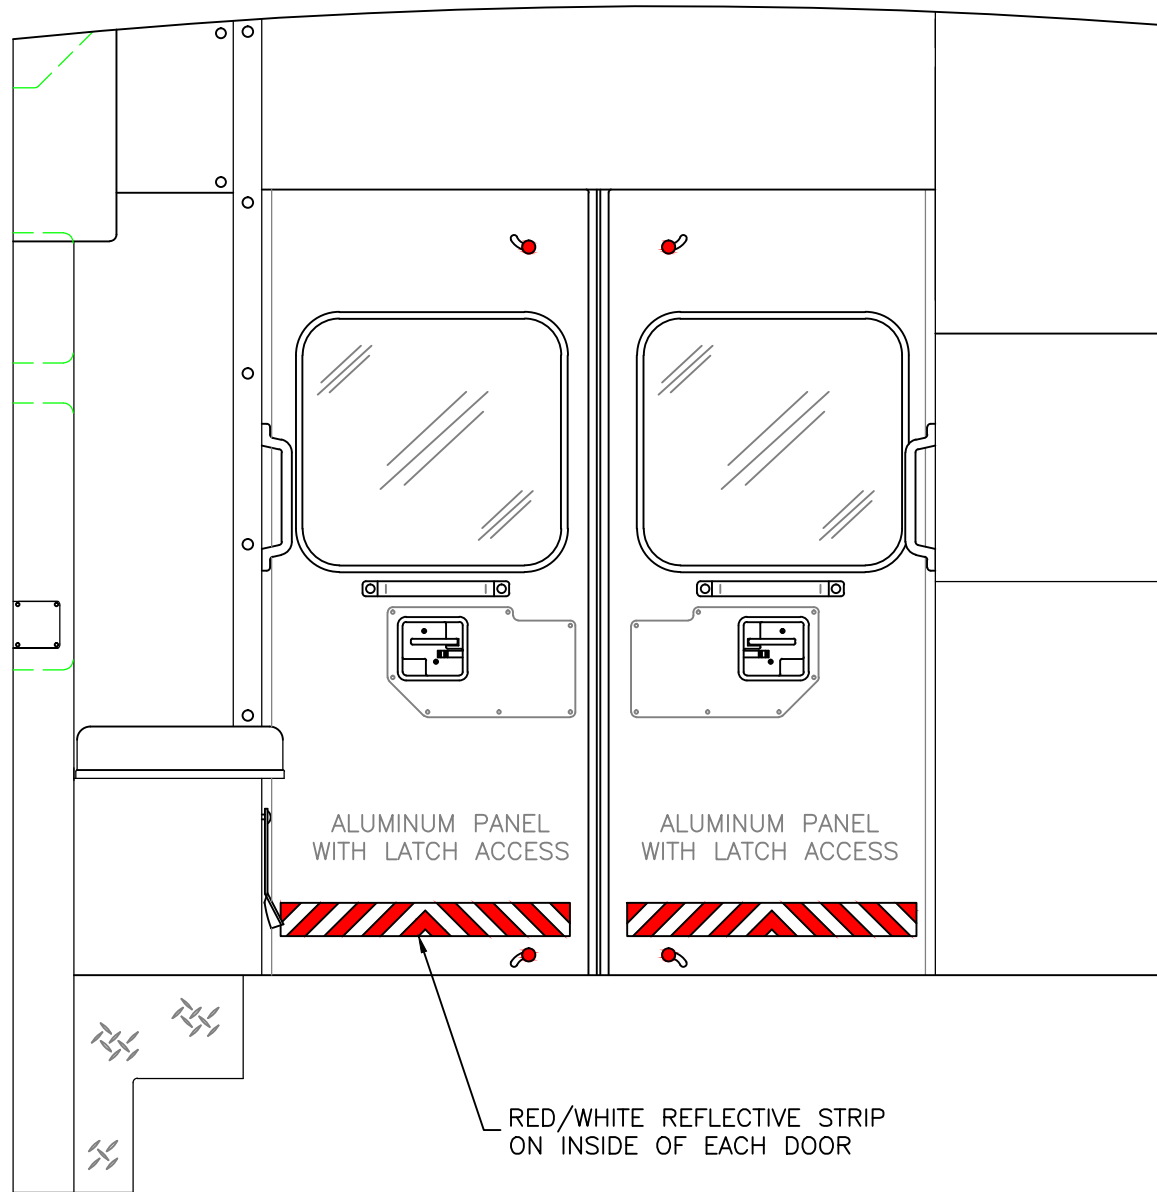 ALUMINUM PANEL
WITH LATCH ACCESS
ALUMINUM PANEL
WITH LATCH ACCESS
RED/WHITE REFLECTIVE STRIP
ON INSIDE OF EACH DOOR